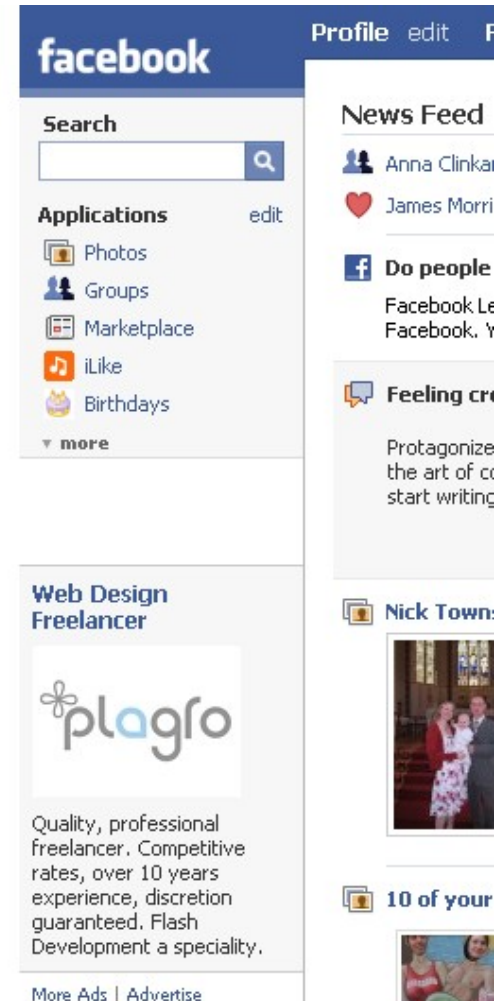 facebook
Profile edit F
Search
Applications edit
Photos
Groups
Marketplace
iLike
Birthdays
more
Web Design
Freelancer
plagro
Quality, professional
freelancer. Competitive
rates, over 10 years
experience, discretion
guaranteed. Flash
Development a speciality.
More Ads | Advertise
News Feed
Anna Clinka
James Morri
Do people
Facebook Le
Facebook. Y
Feeling cre
Protagonize
the art of co
start writing
Nick Towns
10 of your